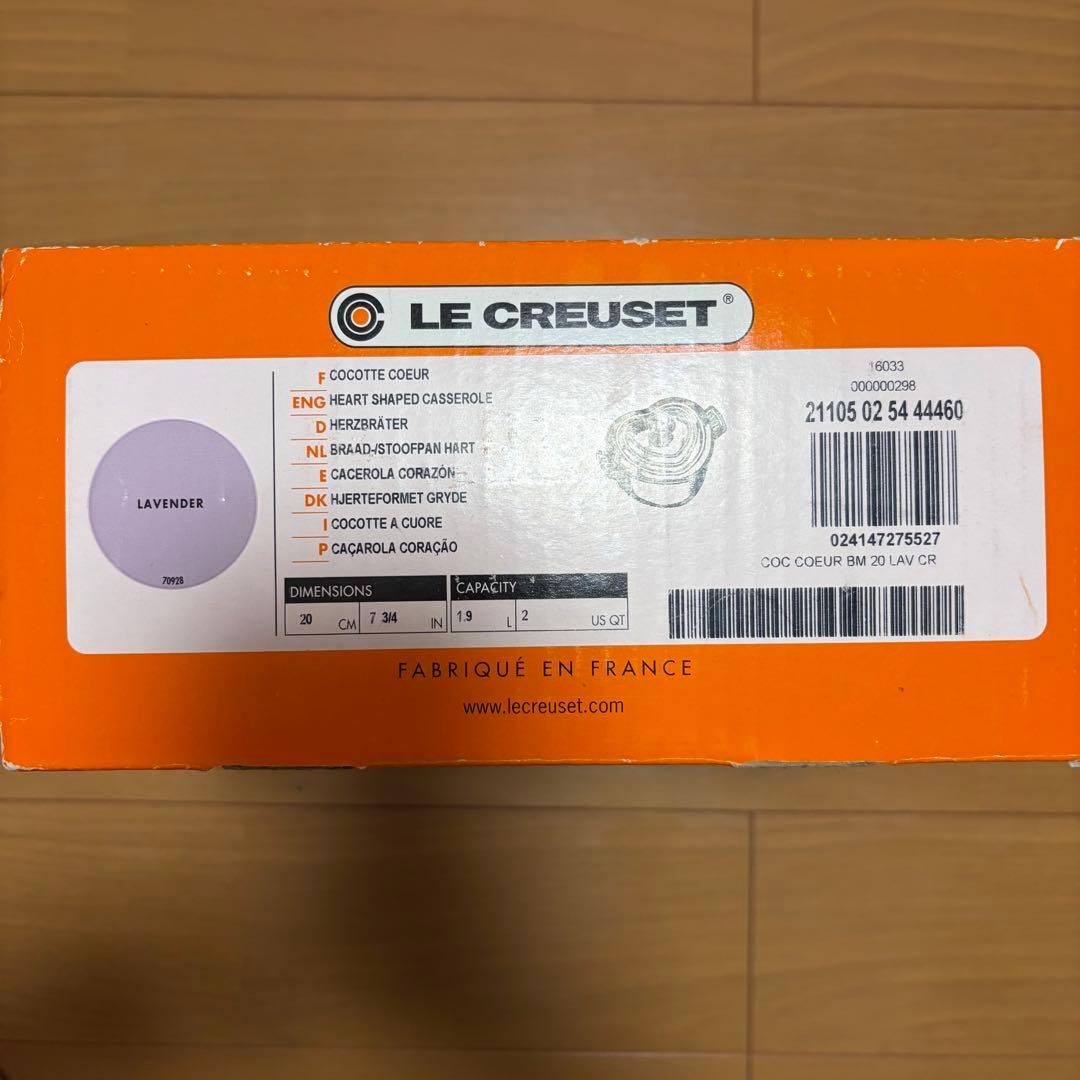 LE CREUSET®
LAVENDER
70928
F COCOTTE COEUR
ENG HEART SHAPED CASSEROLE
D HERZBRÄTER
NL BRAAD-/STOOFPAN HART
E CACEROLA CORAZÓN
DK HJERTEFORMET GRYDE
I COCOTTE A CUORE
P CAÇAROLA CORAÇÃO
DIMENSIONS CAPACITY
20 CM 7 3/4 IN 1.9 L 2 US QT
16033
000000298
21105 02 54 44460
024147275527
COC COEUR BM 20 LAV CR
FABRIQUÉ EN FRANCE
www.lecreuset.com